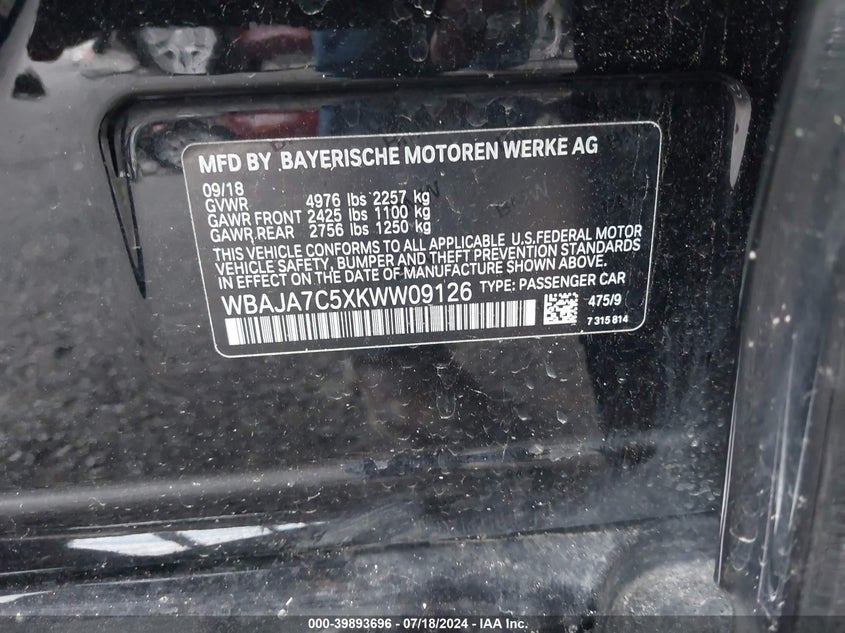 MFD BY BAYERISCHE MOTOREN WERKE AG
09/18
GVWR 4976 lbs 2257 kg
GAWR FRONT 2425 lbs 1100 kg
GAWR REAR 2756 lbs 1250 kg
THIS VEHICLE CONFORMS TO ALL APPLICABLE U.S.FEDERAL MOTOR
VEHICLE SAFETY, BUMPER AND THEFT PREVENTION STANDARDS
IN EFFECT ON THE DATE OF MANUFACTURE SHOWN ABOVE.
WBAJA7C5XKWW09126 TYPE: PASSENGER CAR
475/9
7 315 814
000-39893696 - 07/18/2024 - IAA Inc.